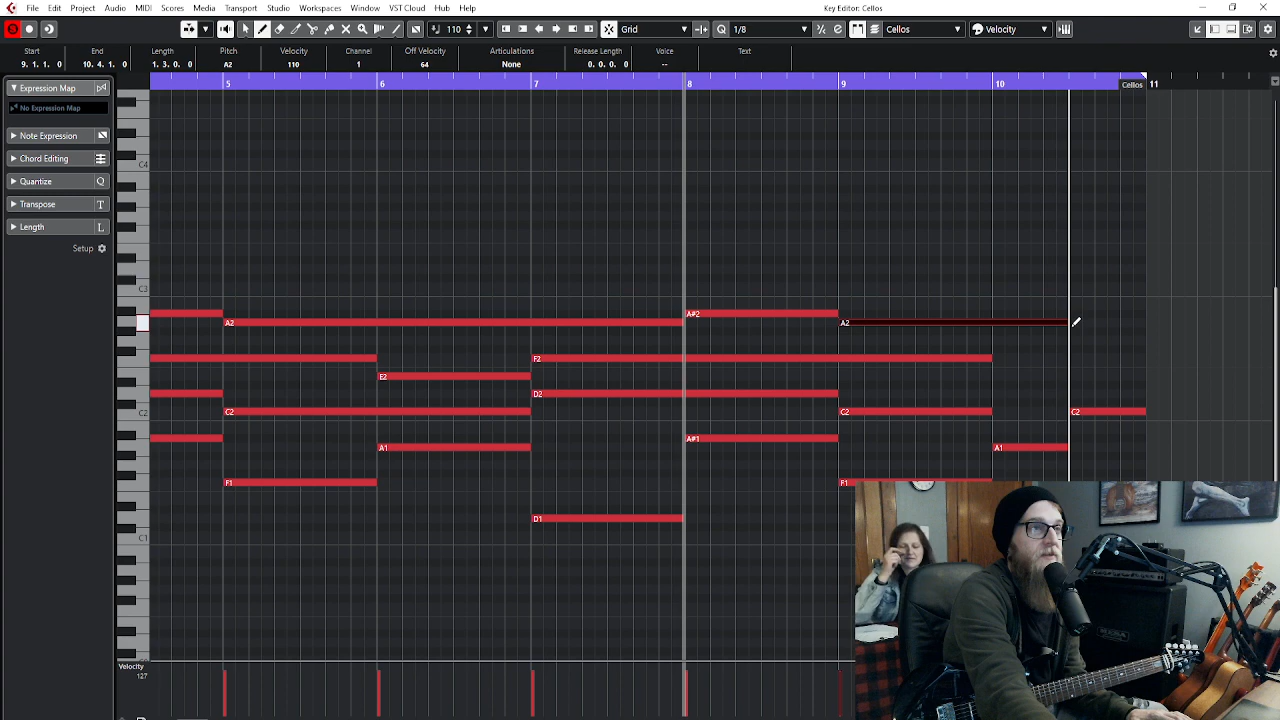 File Edit Project Audio MIDI Scores Media Transport Studio Workspaces Window VST Cloud Hub Help
Key Editor: Cellos
110 Grid 1/8 Cellos Velocity
Start End Length Pitch Velocity Channel Off Velocity Articulations Release Length Voice Text
9. 1. 1. 0 10. 4. 1. 0 1. 3. 0. 0 A2 110 1 64 None 0. 0. 0. 0 --
Expression Map
No Expression Map
Note Expression
Chord Editing
Quantize Q
Transpose T
Length L
Setup
5 6 7 8 9 10 Cellos 11
C4
C3
A#2
A2 A2
F2
E2
D2
C2 C2 C2 C2
A#1
A1 A1
F1 F1
D1
C1
Velocity
127